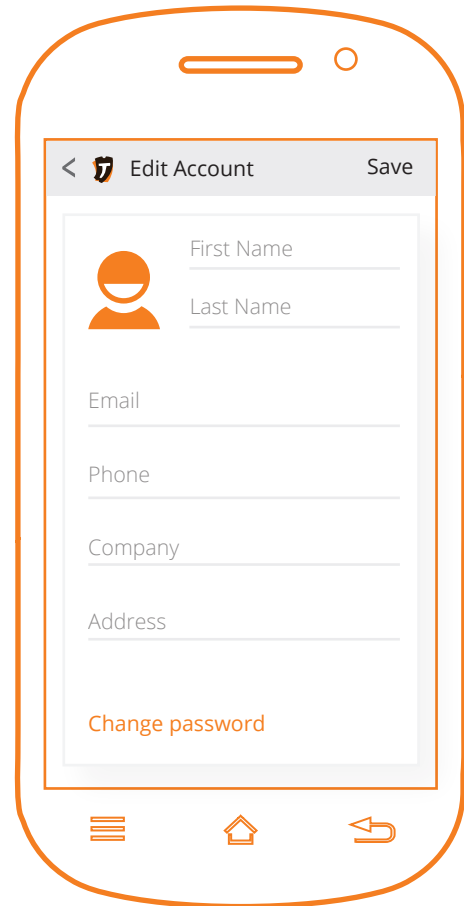 Edit Account Save
First Name
Last Name
Email
Phone
Company
Address
Change password